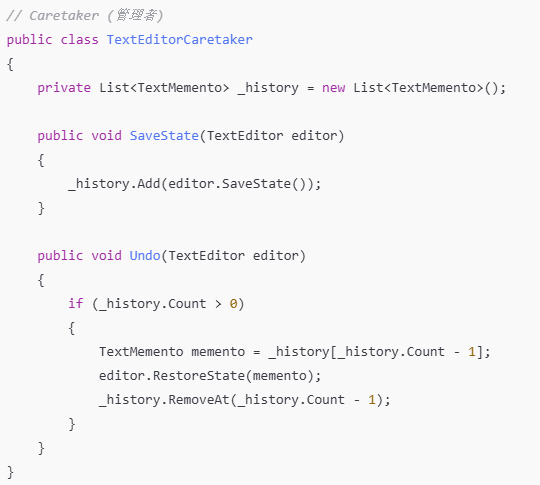 // Caretaker (管理者)
public class TextEditorCaretaker
{
    private List<TextMemento> _history = new List<TextMemento>();

    public void SaveState(TextEditor editor)
    {
        _history.Add(editor.SaveState());
    }

    public void Undo(TextEditor editor)
    {
        if (_history.Count > 0)
        {
            TextMemento memento = _history[_history.Count - 1];
            editor.RestoreState(memento);
            _history.RemoveAt(_history.Count - 1);
        }
    }
}